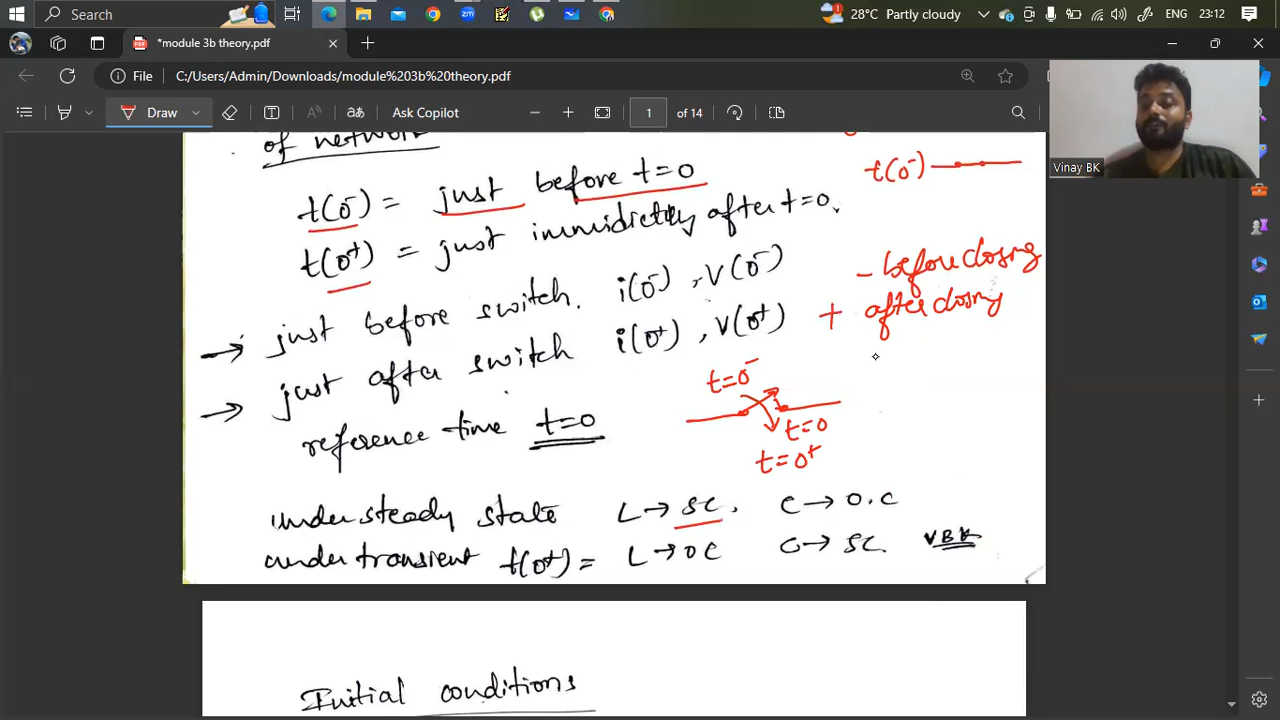 Search
28°C Partly cloudy
ENG
23:12
*module 3b theory.pdf
File
C:/Users/Admin/Downloads/module%203b%20theory.pdf
Draw
Ask Copilot
1 of 14
Vinay BK
of network
t(0-) = just before t=0
t(0-)
t(0+) = just immidietly after t=0.
→ just before switch. i(0-), V(0-)
- before closing
→ just after switch i(0+), V(0+)
+ after closing
t=0-
reference time t=0
t=0
t=0+
under steady state L→SC, C→O.C
under transient t(0+)= L→OC C→SC. VBK
Initial conditions